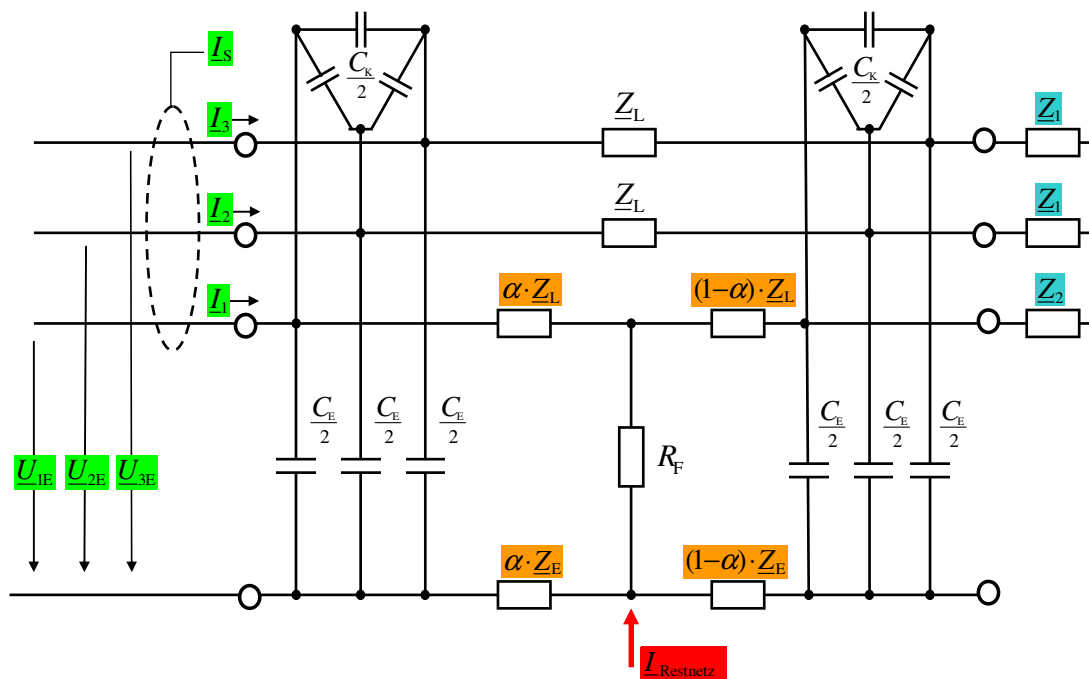 I_S
C_K/2
C_K/2
I_3
Z_L
Z_1
I_2
Z_L
Z_1
I_1
α·Z_L
(1−α)·Z_L
Z_2
C_E/2
C_E/2
C_E/2
R_F
C_E/2
C_E/2
C_E/2
U_1E
U_2E
U_3E
α·Z_E
(1−α)·Z_E
I_Restnetz